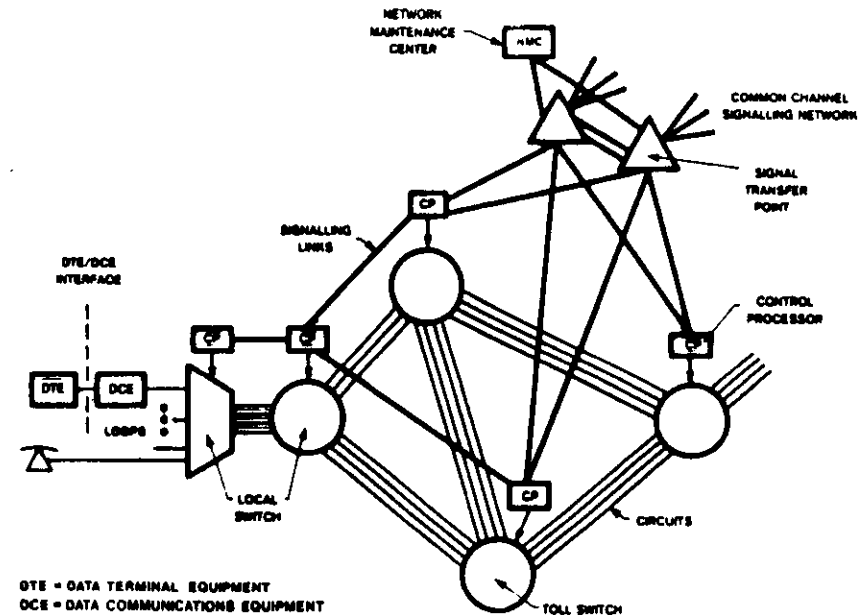 NETWORK
MAINTENANCE
CENTER
NMC
COMMON CHANNEL
SIGNALLING NETWORK
SIGNAL
TRANSFER
POINT
CP
SIGNALLING
LINKS
DTE/DCE
INTERFACE
CONTROL
PROCESSOR
CP
CP
CP
DTE
DCE
LOOPS
LOCAL
SWITCH
CP
CIRCUITS
TOLL SWITCH
DTE = DATA TERMINAL EQUIPMENT
DCE = DATA COMMUNICATIONS EQUIPMENT